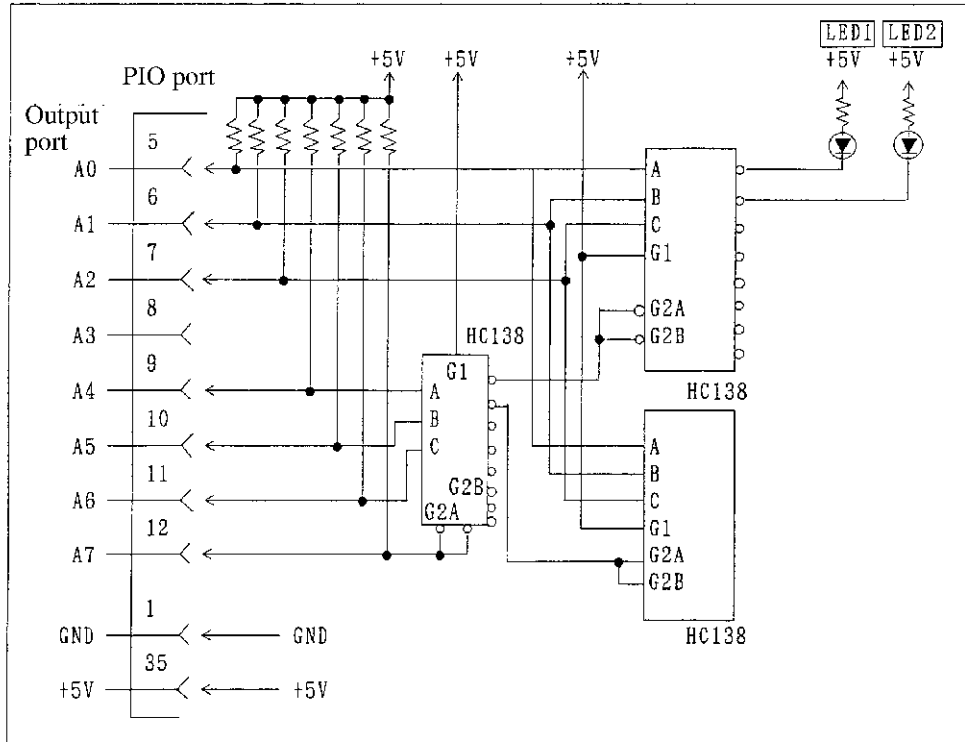 LED1 LED2
+5V +5V +5V +5V +5V
PIO port
Output
port
5
A0
6
A1
7
A2
8
A3
9
A4
10
A5
11
A6
12
A7
1
GND GND
35
+5V +5V
HC138
G1
A
B
C
G2B
G2A
A
B
C
G1
G2A
G2B
HC138
A
B
C
G1
G2A
G2B
HC138